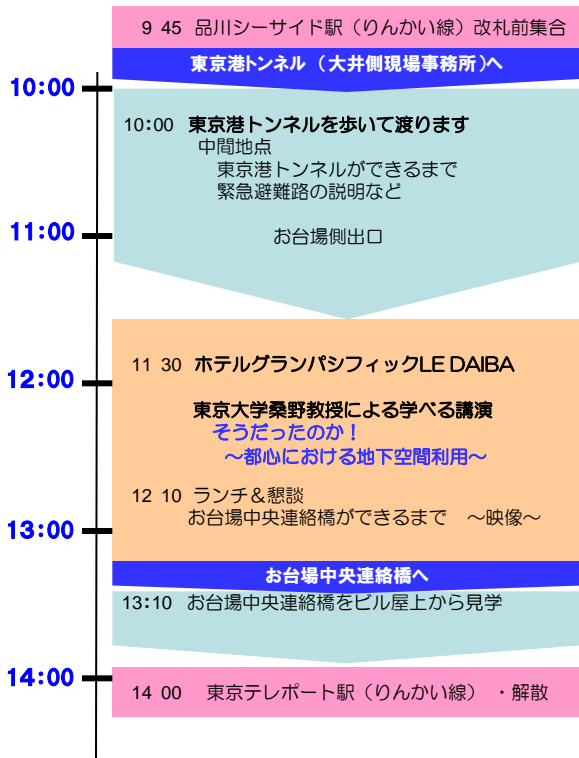 9 45 品川シーサイド駅（りんかい線）改札前集合
東京港トンネル （大井側現場事務所）へ
10:00
10:00 東京港トンネルを歩いて渡ります
中間地点
東京港トンネルができるまで
緊急避難路の説明など
11:00
お台場側出口
11 30 ホテルグランパシフィックLE DAIBA
12:00
東京大学桑野教授による学べる講演
そうだったのか！
～都心における地下空間利用～
12 10 ランチ＆懇談
お台場中央連絡橋ができるまで ～映像～
13:00
お台場中央連絡橋へ
13:10 お台場中央連絡橋をビル屋上から見学
14:00
14 00 東京テレポート駅（りんかい線） ・解散